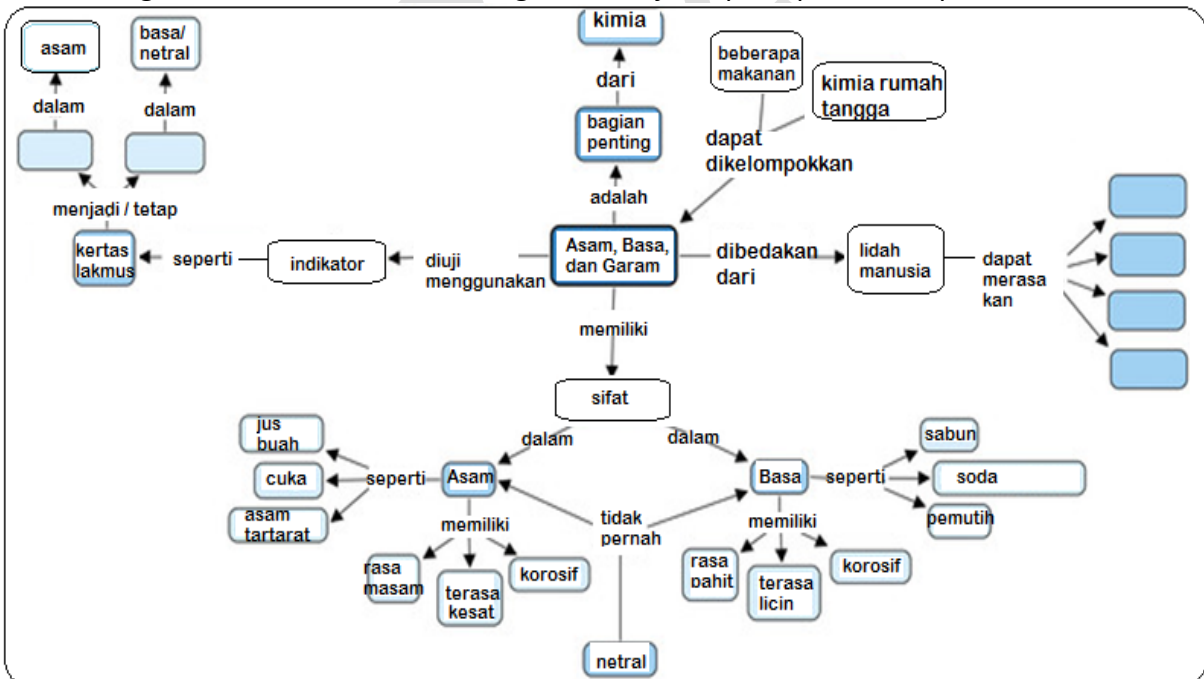 kimia
asam
basa/
netral
beberapa
makanan
kimia rumah
tangga
dari
dalam
dalam
bagian
penting
dapat
dikelompokkan
adalah
menjadi / tetap
kertas
lakmus
seperti
indikator
diuji
menggunakan
Asam, Basa,
dan Garam
dibedakan
dari
lidah
manusia
dapat
merasa
kan
memiliki
sifat
dalam
dalam
jus
buah
cuka
asam
tartarat
seperti
Asam
Basa
seperti
sabun
soda
pemutih
memiliki
tidak
pernah
memiliki
rasa
masam
terasa
kesat
korosif
rasa
pahit
terasa
licin
korosif
netral